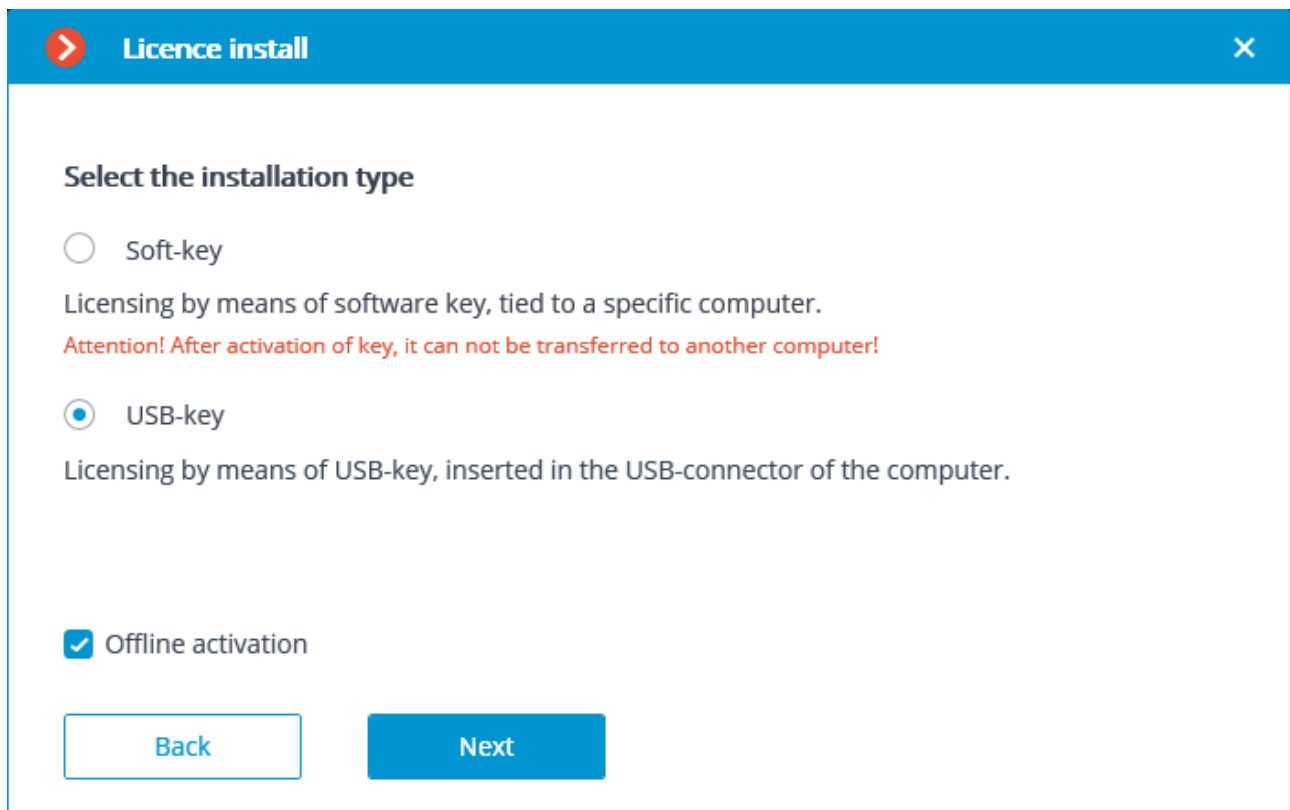 Licence install
Select the installation type
Soft-key
Licensing by means of software key, tied to a specific computer.
Attention! After activation of key, it can not be transferred to another computer!
USB-key
Licensing by means of USB-key, inserted in the USB-connector of the computer.
Offline activation
Back
Next